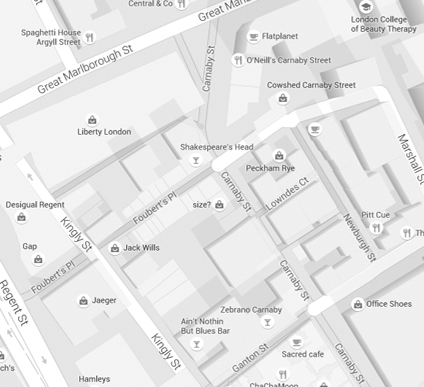 Central & Co
Great Marl
Spaghetti House
Argyll Street
Great Marlborough St
Carnaby St
Flatplanet
London College
of Beauty Therapy
O'Neill's Carnaby Street
Cowshed Carnaby Street
Liberty London
Shakespeare's Head
Marshall St
Peckham Rye
Foubert's Pl
Carnaby St
Lowndes Ct
size?
Desigual Regent
Kingly St
Newburgh St
Pitt Cue
Th
Gap
Jack Wills
Foubert's Pl
Carnaby St
Regent St
Jaeger
Zebrano Carnaby
Office Shoes
Ain't Nothin
But Blues Bar
Kingly St
Ganton St
Sacred cafe
Carnaby St
ch's
Hamleys
ChaChaMoon